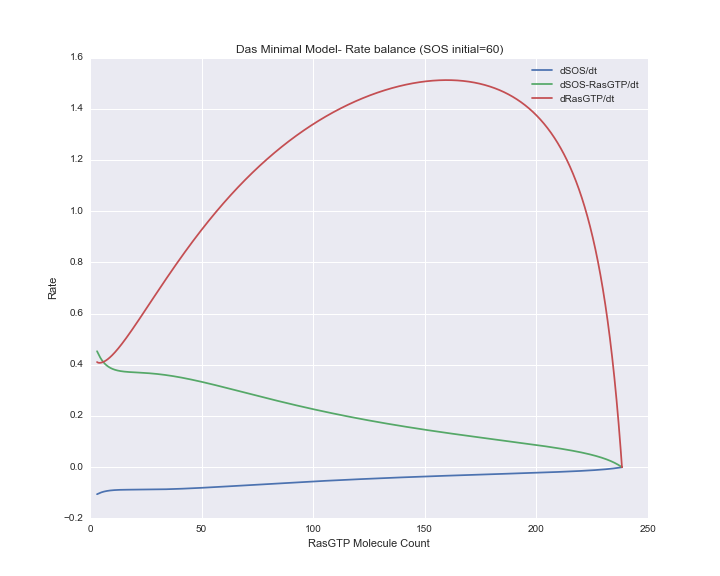 Das Minimal Model- Rate balance (SOS initial=60)
1.6
1.4
1.2
1.0
0.8
0.6
0.4
0.2
0.0
−0.2
Rate
dSOS/dt
dSOS-RasGTP/dt
dRasGTP/dt
0 50 100 150 200 250
RasGTP Molecule Count